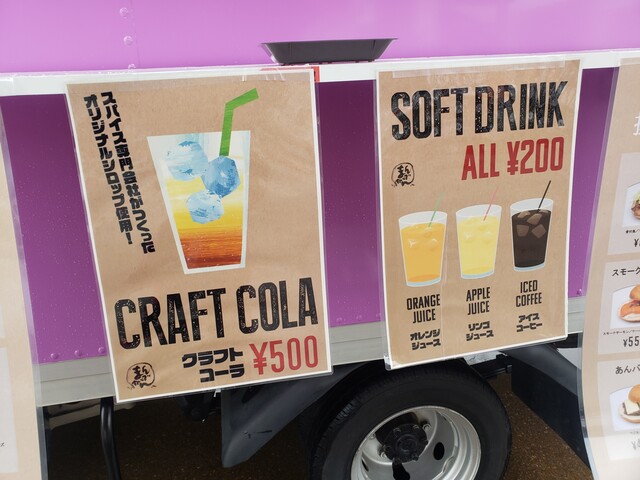 スパイス専門会社がつくった
オリジナルシロップ使用!
CRAFT COLA
クラフト
コーラ
¥500
SOFT DRINK
ALL ¥200
ORANGE
JUICE
オレンジ
ジュース
APPLE
JUICE
リンゴ
ジュース
ICED
COFFEE
アイス
コーヒー
スモーク
¥55
あんバ